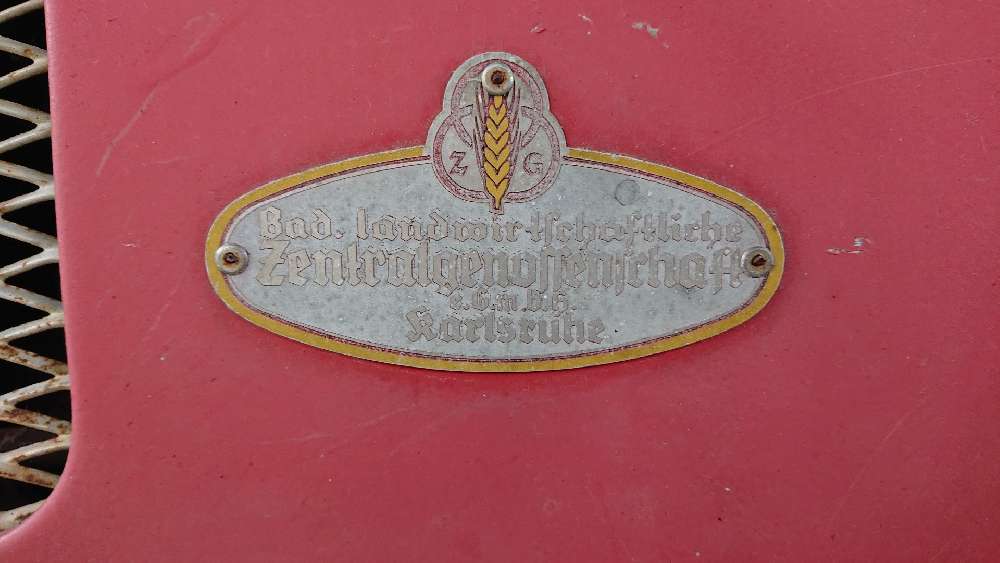 Z G
Bad. landwirtschaftliche
Zentralgenossenschaft
e.G.m.b.H.
Karlsruhe